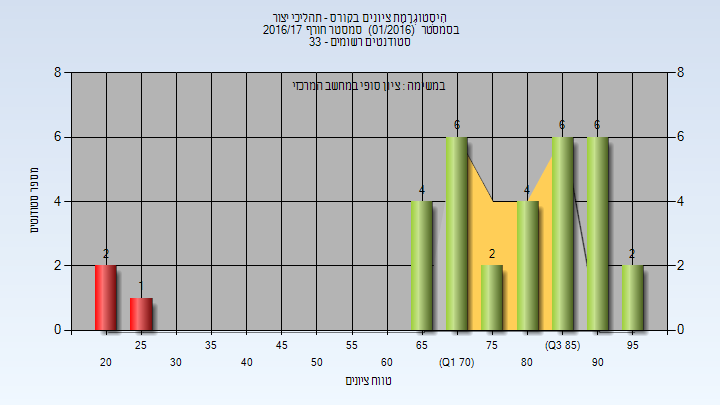 היסטוגרמת ציונים בקורס - תהליכי יצור
בסמסטר (01/2016) סמסטר חורף 2016/17
סטודנטים רשומים - 33
במשימה : ציון סופי במחשב המרכזי
8 8
6 6
4 4
2 2
0 0
2 1 4 6 2 4 6 6 2
מספר סטודנטים
25 35 45 55 65 75 (Q3 85) 95
20 30 40 50 60 (Q1 70) 80 90
טווח ציונים